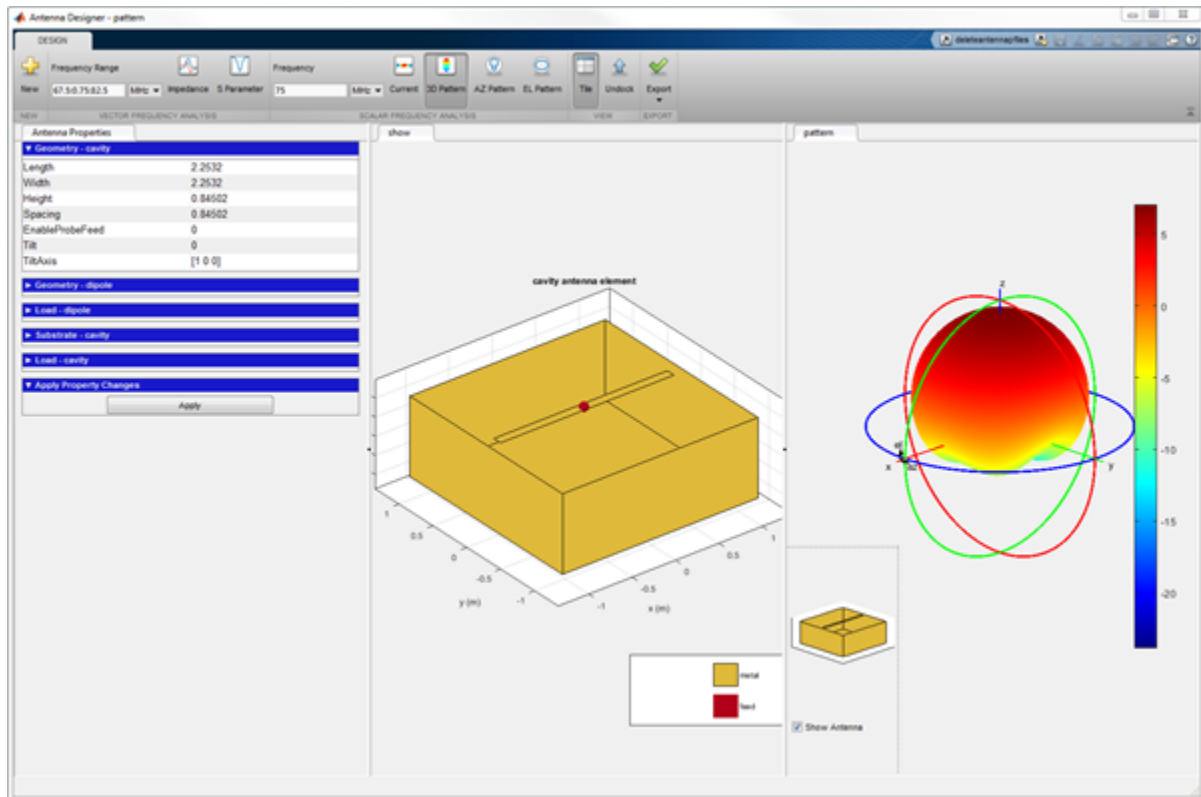 Antenna Designer - pattern
DESIGN
deleteantennapfiles
Frequency Range
Frequency
New 67.5:0.75:82.5 MHz Impedance S Parameter 75 MHz Current 3D Pattern AZ Pattern EL Pattern Tile Undock Export
NEW VECTOR FREQUENCY ANALYSIS SCALAR FREQUENCY ANALYSIS VIEW EXPORT
Antenna Properties
Geometry - cavity
Length 2.2532
Width 2.2532
Height 0.84502
Spacing 0.84502
EnableProbeFeed 0
Tilt 0
TiltAxis [1 0 0]
Geometry - dipole
Load - dipole
Substrate - cavity
Load - cavity
Apply Property Changes
Apply
show
cavity antenna element
1
0.5
0
-0.5
-1
y (m)
-1
-0.5
0
0.5
1
x (m)
metal
feed
pattern
z
el
x
az
y
5
0
-5
-10
-15
-20
Show Antenna